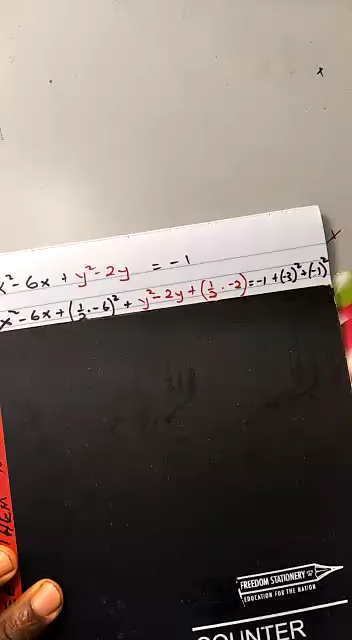 x² - 6x + y² - 2y = -1
x² - 6x + (1/2 · -6)² + y² - 2y + (1/2 · -2) = -1 + (-3)² + (-1)²
FREEDOM STATIONERY
EDUCATION FOR THE NATION
COUNTER